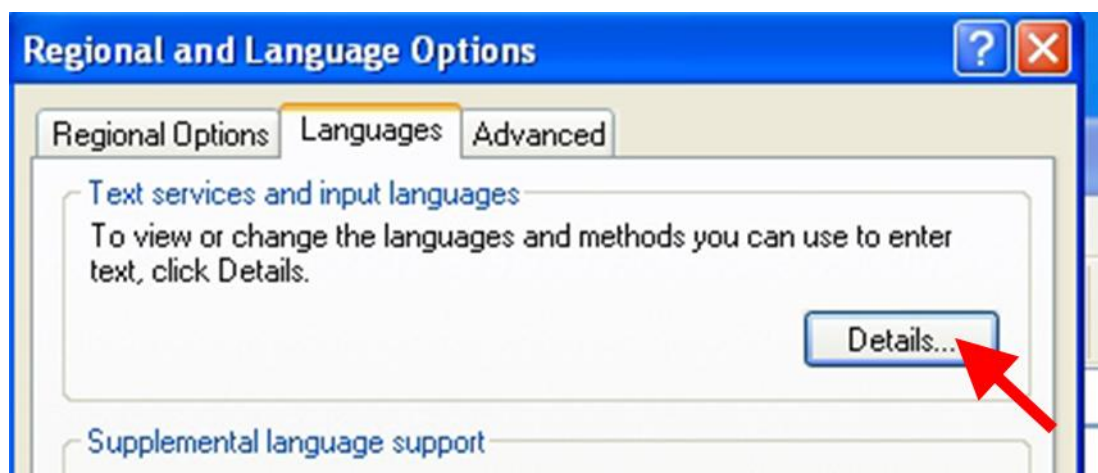 Regional and Language Options
Regional Options Languages Advanced
Text services and input languages
To view or change the languages and methods you can use to enter
text, click Details.
Details...
Supplemental language support